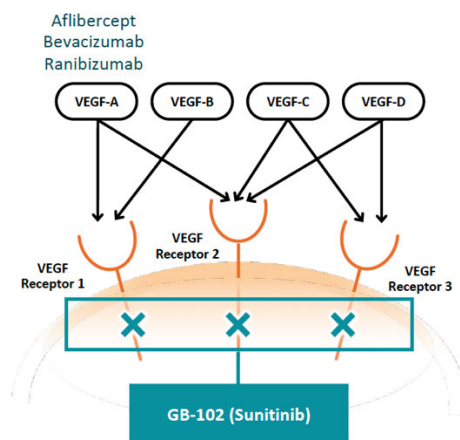 Aflibercept
Bevacizumab
Ranibizumab
VEGF-A
VEGF-B
VEGF-C
VEGF-D
VEGF
Receptor 1
VEGF
Receptor 2
VEGF
Receptor 3
GB-102 (Sunitinib)